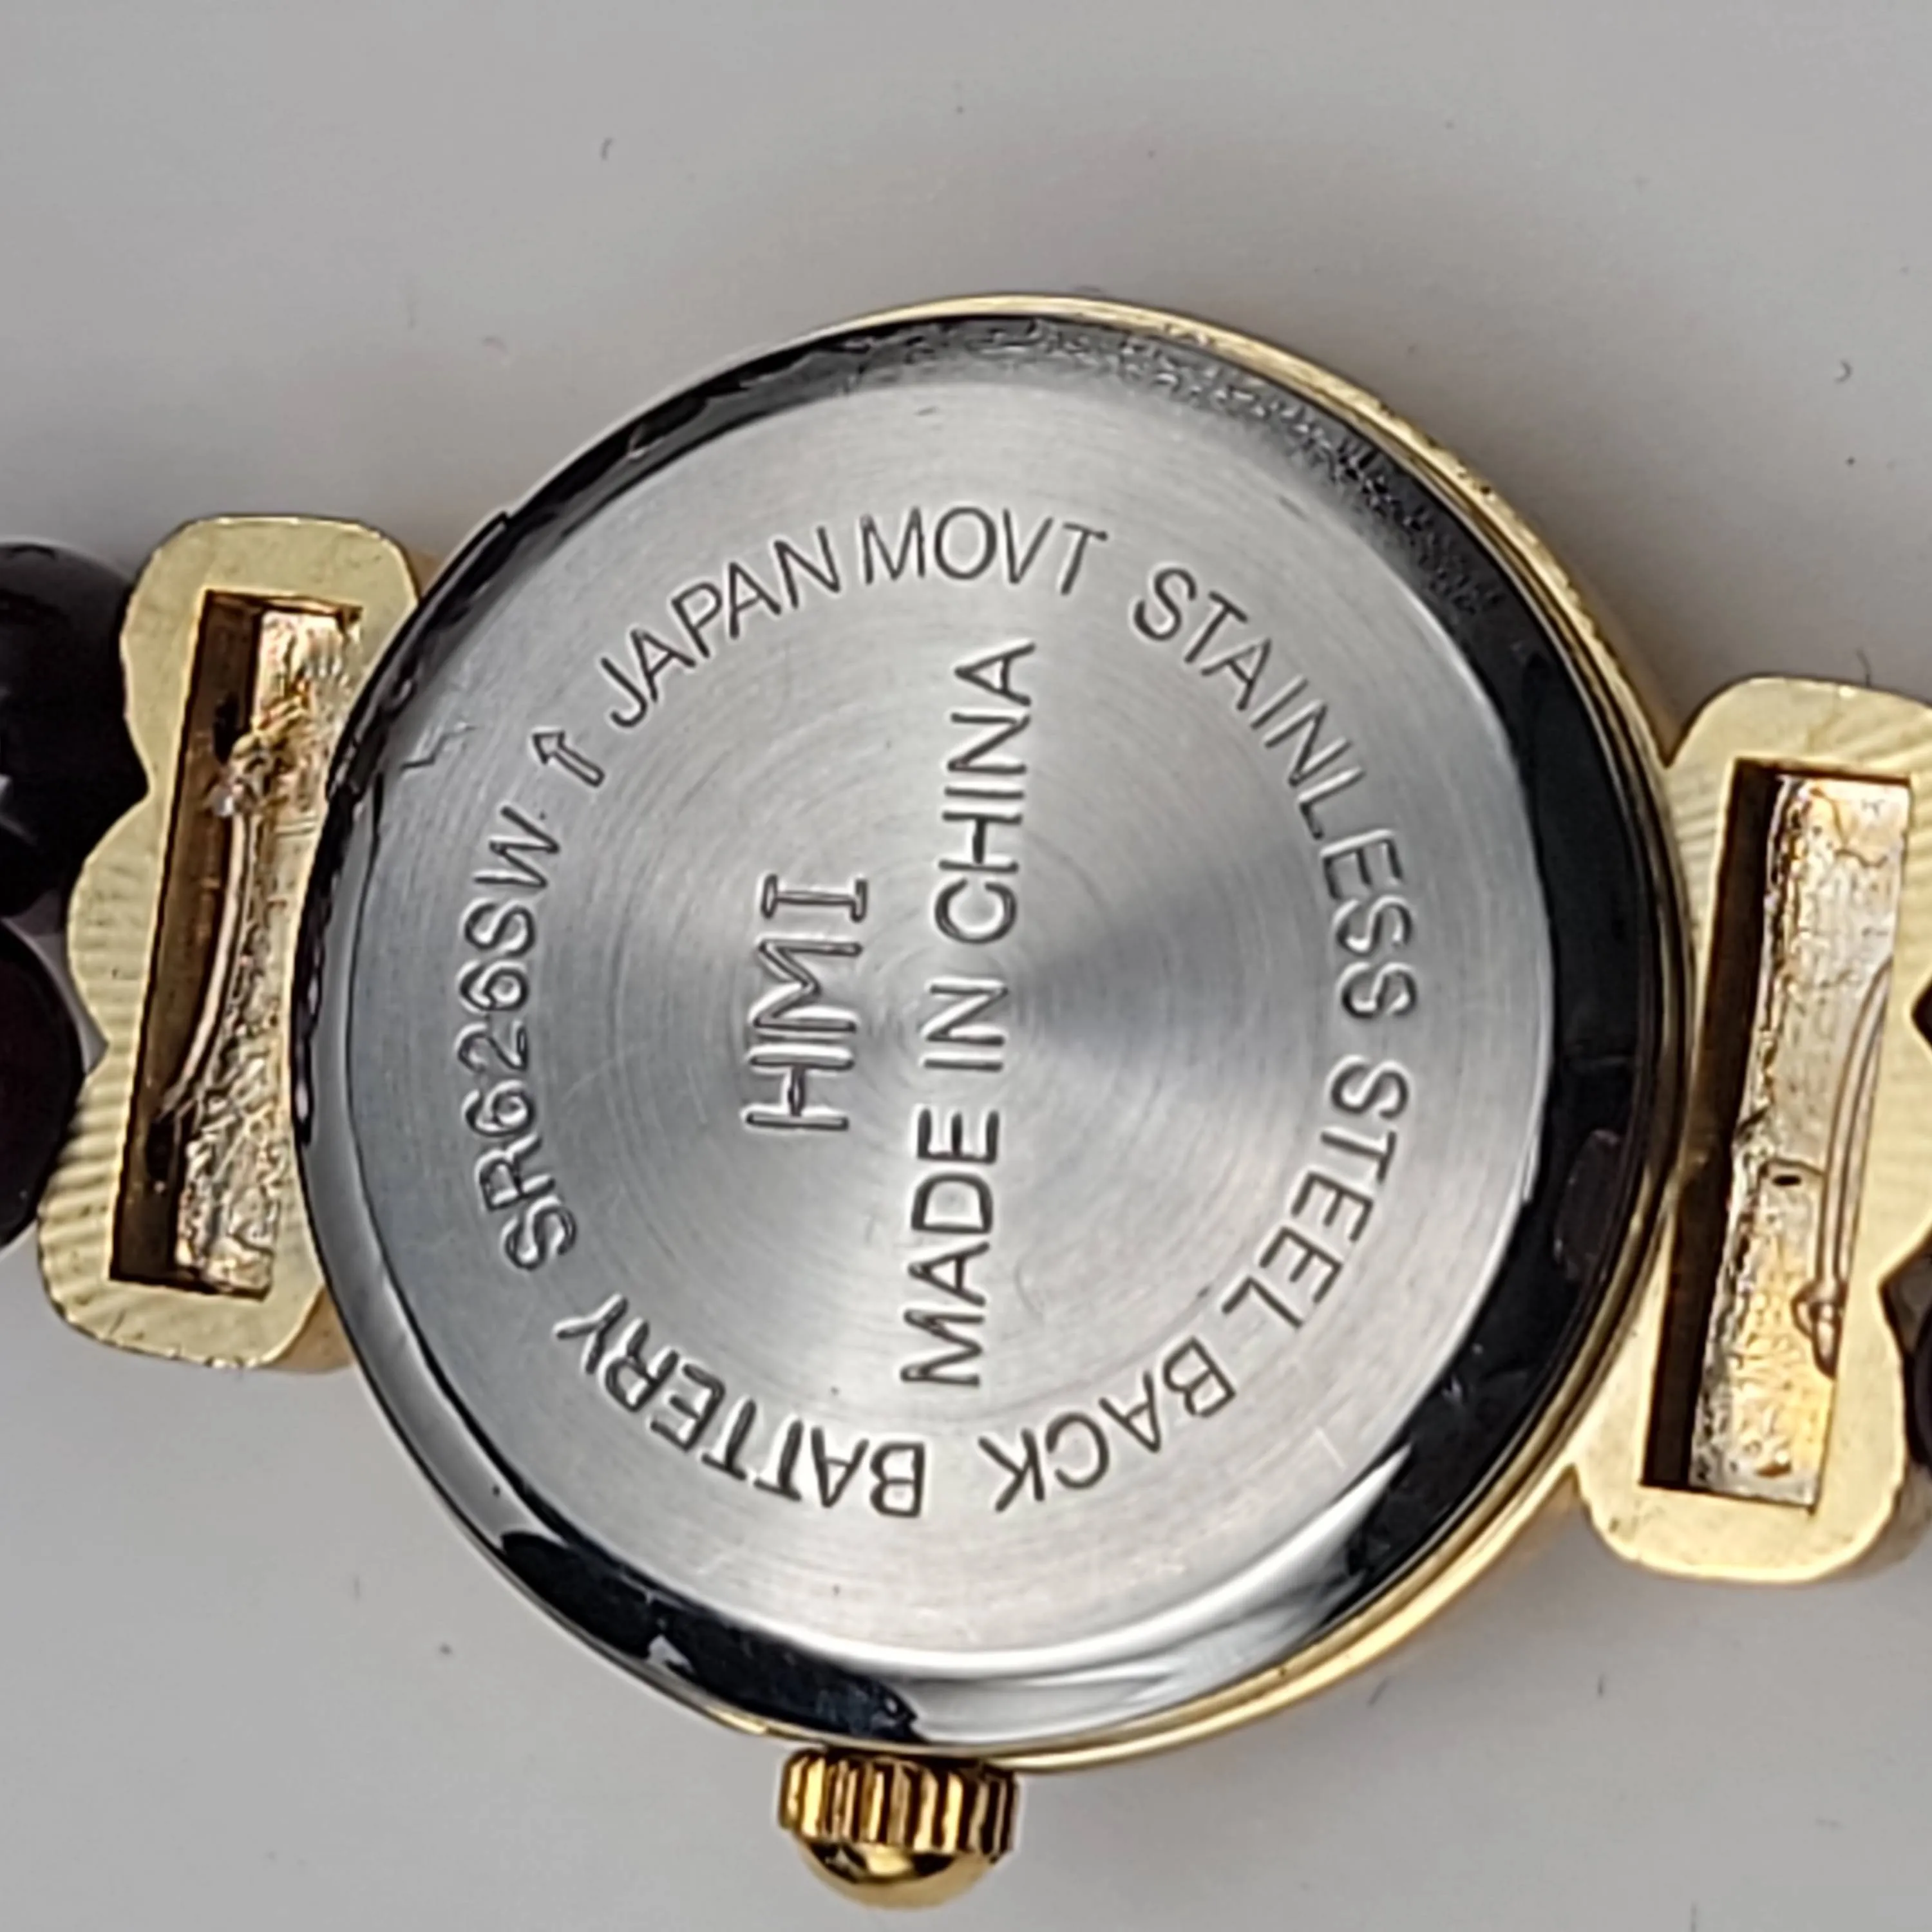 HMI
MADE IN CHINA
JAPAN MOVT STAINLESS STEEL BACK BATTERY SR626SW ⇧